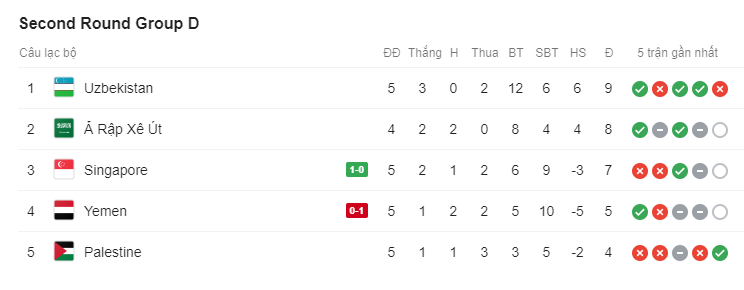 Second Round Group D
Câu lạc bộ ĐĐ Thắng H Thua BT SBT HS Đ 5 trận gần nhất
1 Uzbekistan 5 3 0 2 12 6 6 9
2 Ả Rập Xê Út 4 2 2 0 8 4 4 8
3 Singapore 1-0 5 2 1 2 6 9 -3 7
4 Yemen 0-1 5 1 2 2 5 10 -5 5
5 Palestine 5 1 1 3 3 5 -2 4